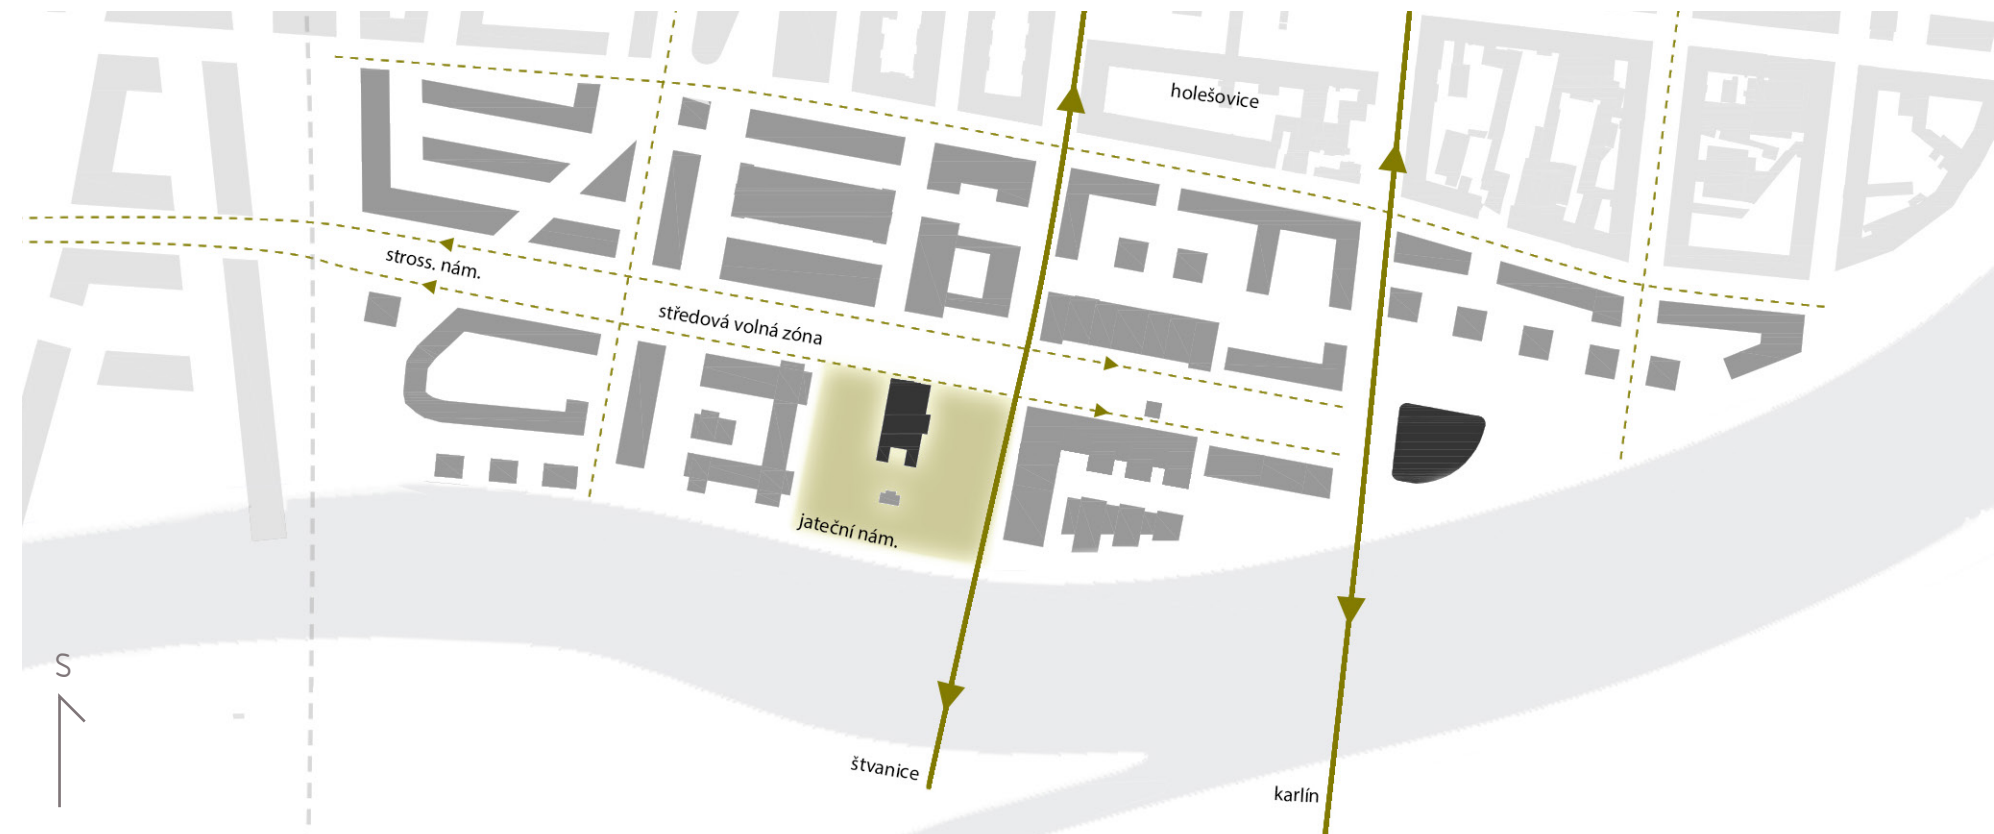 holešovice
stross. nám.
středová volná zóna
jateční nám.
S
štvanice
karlín